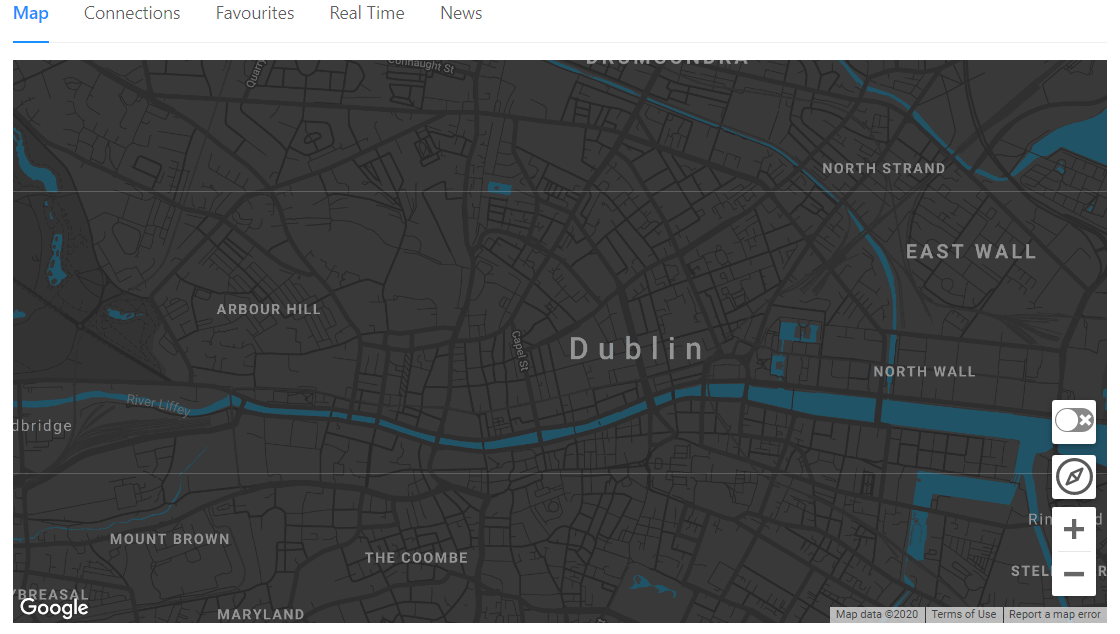 Map Connections Favourites Real Time News
DRUMCONDRA
Connaught St
Quarry
NORTH STRAND
EAST WALL
ARBOUR HILL
Capel St
Dublin
NORTH WALL
River Liffey
dbridge
Rin
d
MOUNT BROWN
THE COOMBE
STELL
R
YBREASAL
Google
MARYLAND
Map data ©2020 Terms of Use Report a map error